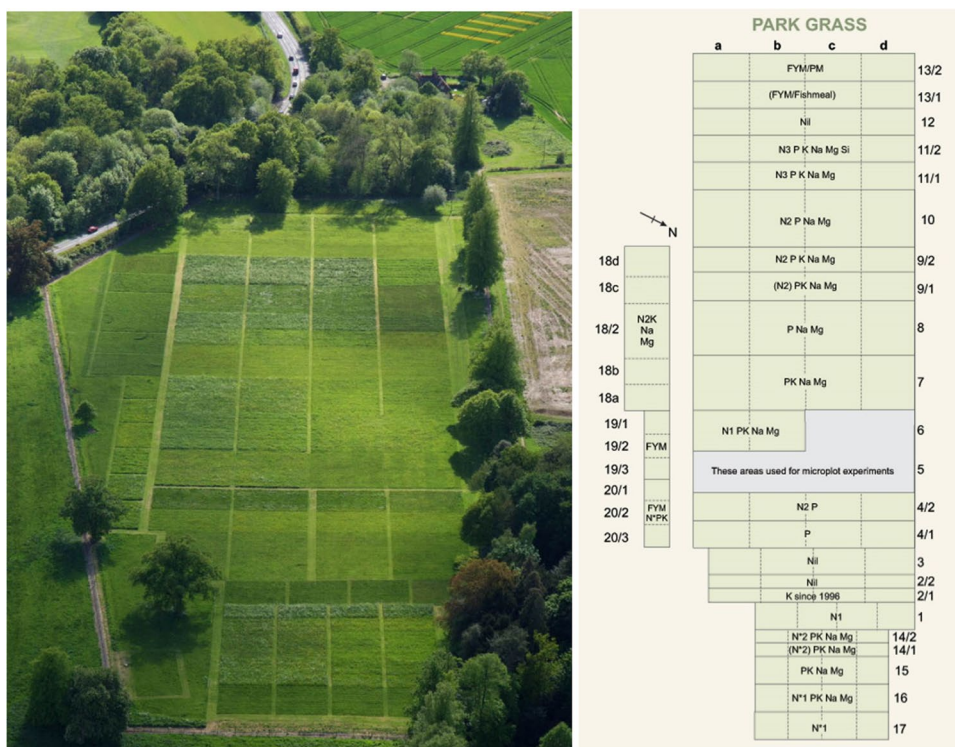 PARK GRASS
a b c d
FYM/PM 13/2
(FYM/Fishmeal) 13/1
Nil 12
N3 P K Na Mg Si 11/2
N3 P K Na Mg 11/1
N2 P Na Mg 10
N2 P K Na Mg 9/2
(N2) PK Na Mg 9/1
P Na Mg 8
PK Na Mg 7
N1 PK Na Mg 6
These areas used for microplot experiments 5
N2 P 4/2
P 4/1
Nil 3
Nil 2/2
K since 1996 2/1
N1 1
N*2 PK Na Mg 14/2
(N*2) PK Na Mg 14/1
PK Na Mg 15
N*1 PK Na Mg 16
N*1 17
N
18d
18c
18/2 N2K
Na
Mg
18b
18a
19/1
19/2 FYM
19/3
20/1
20/2 FYM
N*PK
20/3